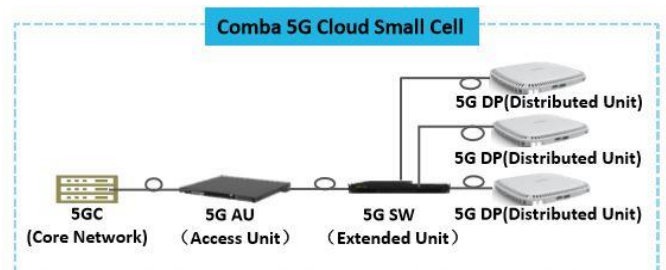 Comba 5G Cloud Small Cell
5G DP(Distributed Unit)
5G DP(Distributed Unit)
5GC
(Core Network)
5G AU
（Access Unit）
5G SW
（Extended Unit）
5G DP(Distributed Unit)